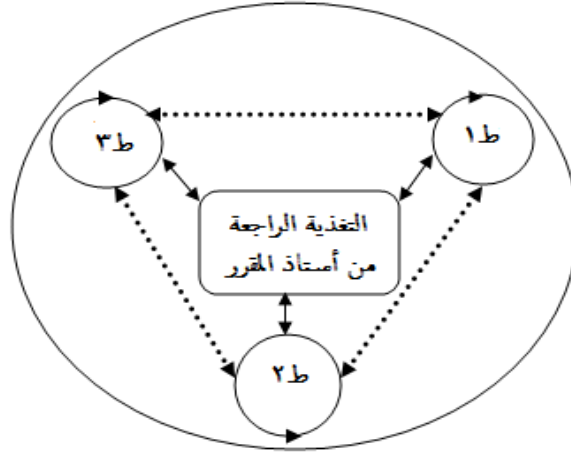 ط١
ط٣
التغذية الراجعة
من أستاذ المقرر
ط٢